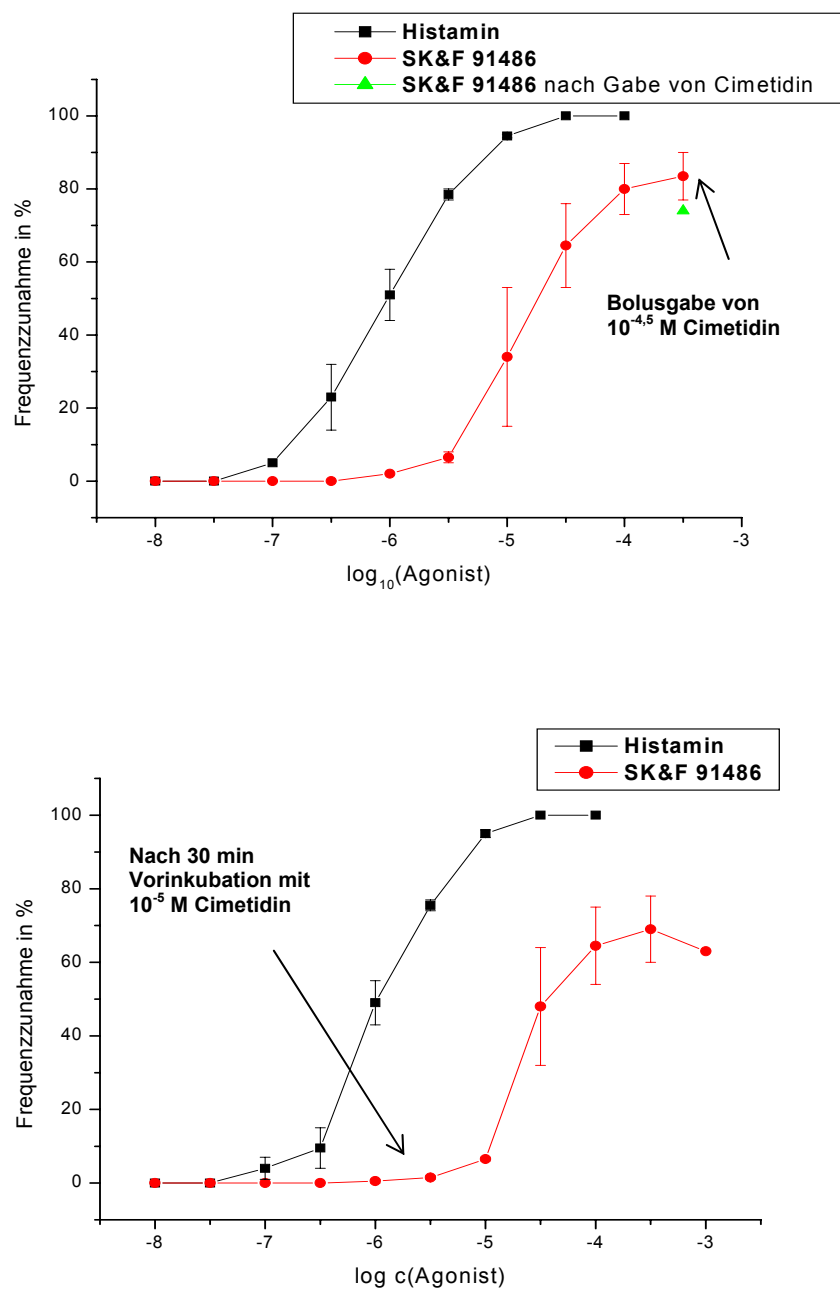 Histamin
SK&F 91486
SK&F 91486 nach Gabe von Cimetidin
100
80
60
40
20
0
Frequenzzunahme in %
Bolusgabe von
10-4,5 M Cimetidin
-8 -7 -6 -5 -4 -3
log10(Agonist)
Histamin
SK&F 91486
100
80
60
40
20
0
Frequenzzunahme in %
Nach 30 min
Vorinkubation mit
10-5 M Cimetidin
-8 -7 -6 -5 -4 -3
log c(Agonist)